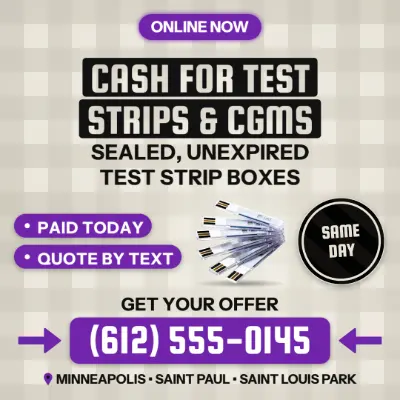 ONLINE NOW
CASH FOR TEST
STRIPS & CGMS
SEALED, UNEXPIRED
TEST STRIP BOXES
• PAID TODAY
• QUOTE BY TEXT
SAME
DAY
GET YOUR OFFER
(612) 555-0145
MINNEAPOLIS • SAINT PAUL • SAINT LOUIS PARK